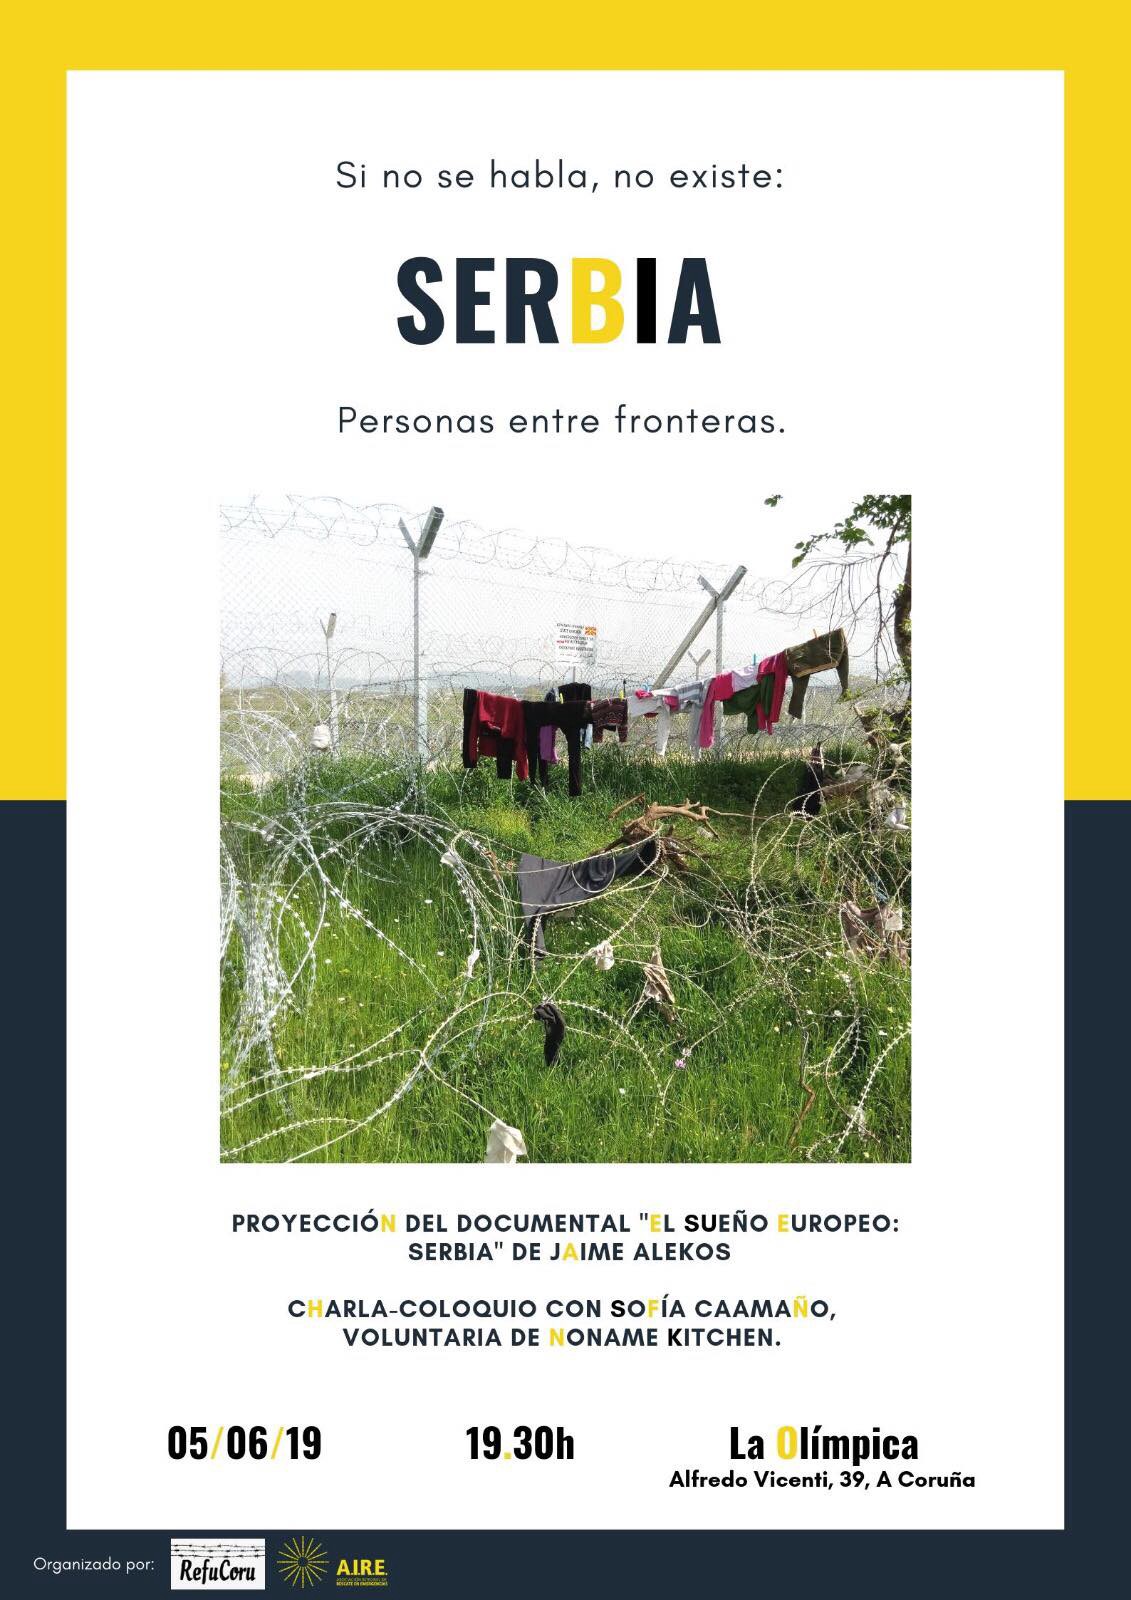 Si no se habla, no existe:
SERBIA
Personas entre fronteras.
PROYECCIÓN DEL DOCUMENTAL "EL SUEÑO EUROPEO:
SERBIA" DE JAIME ALEKOS
CHARLA-COLOQUIO CON SOFÍA CAAMAÑO,
VOLUNTARIA DE NONAME KITCHEN.
05/06/19
19.30h
La Olímpica
Alfredo Vicenti, 39, A Coruña
Organizado por:
RefuCoru
A.I.R.E.